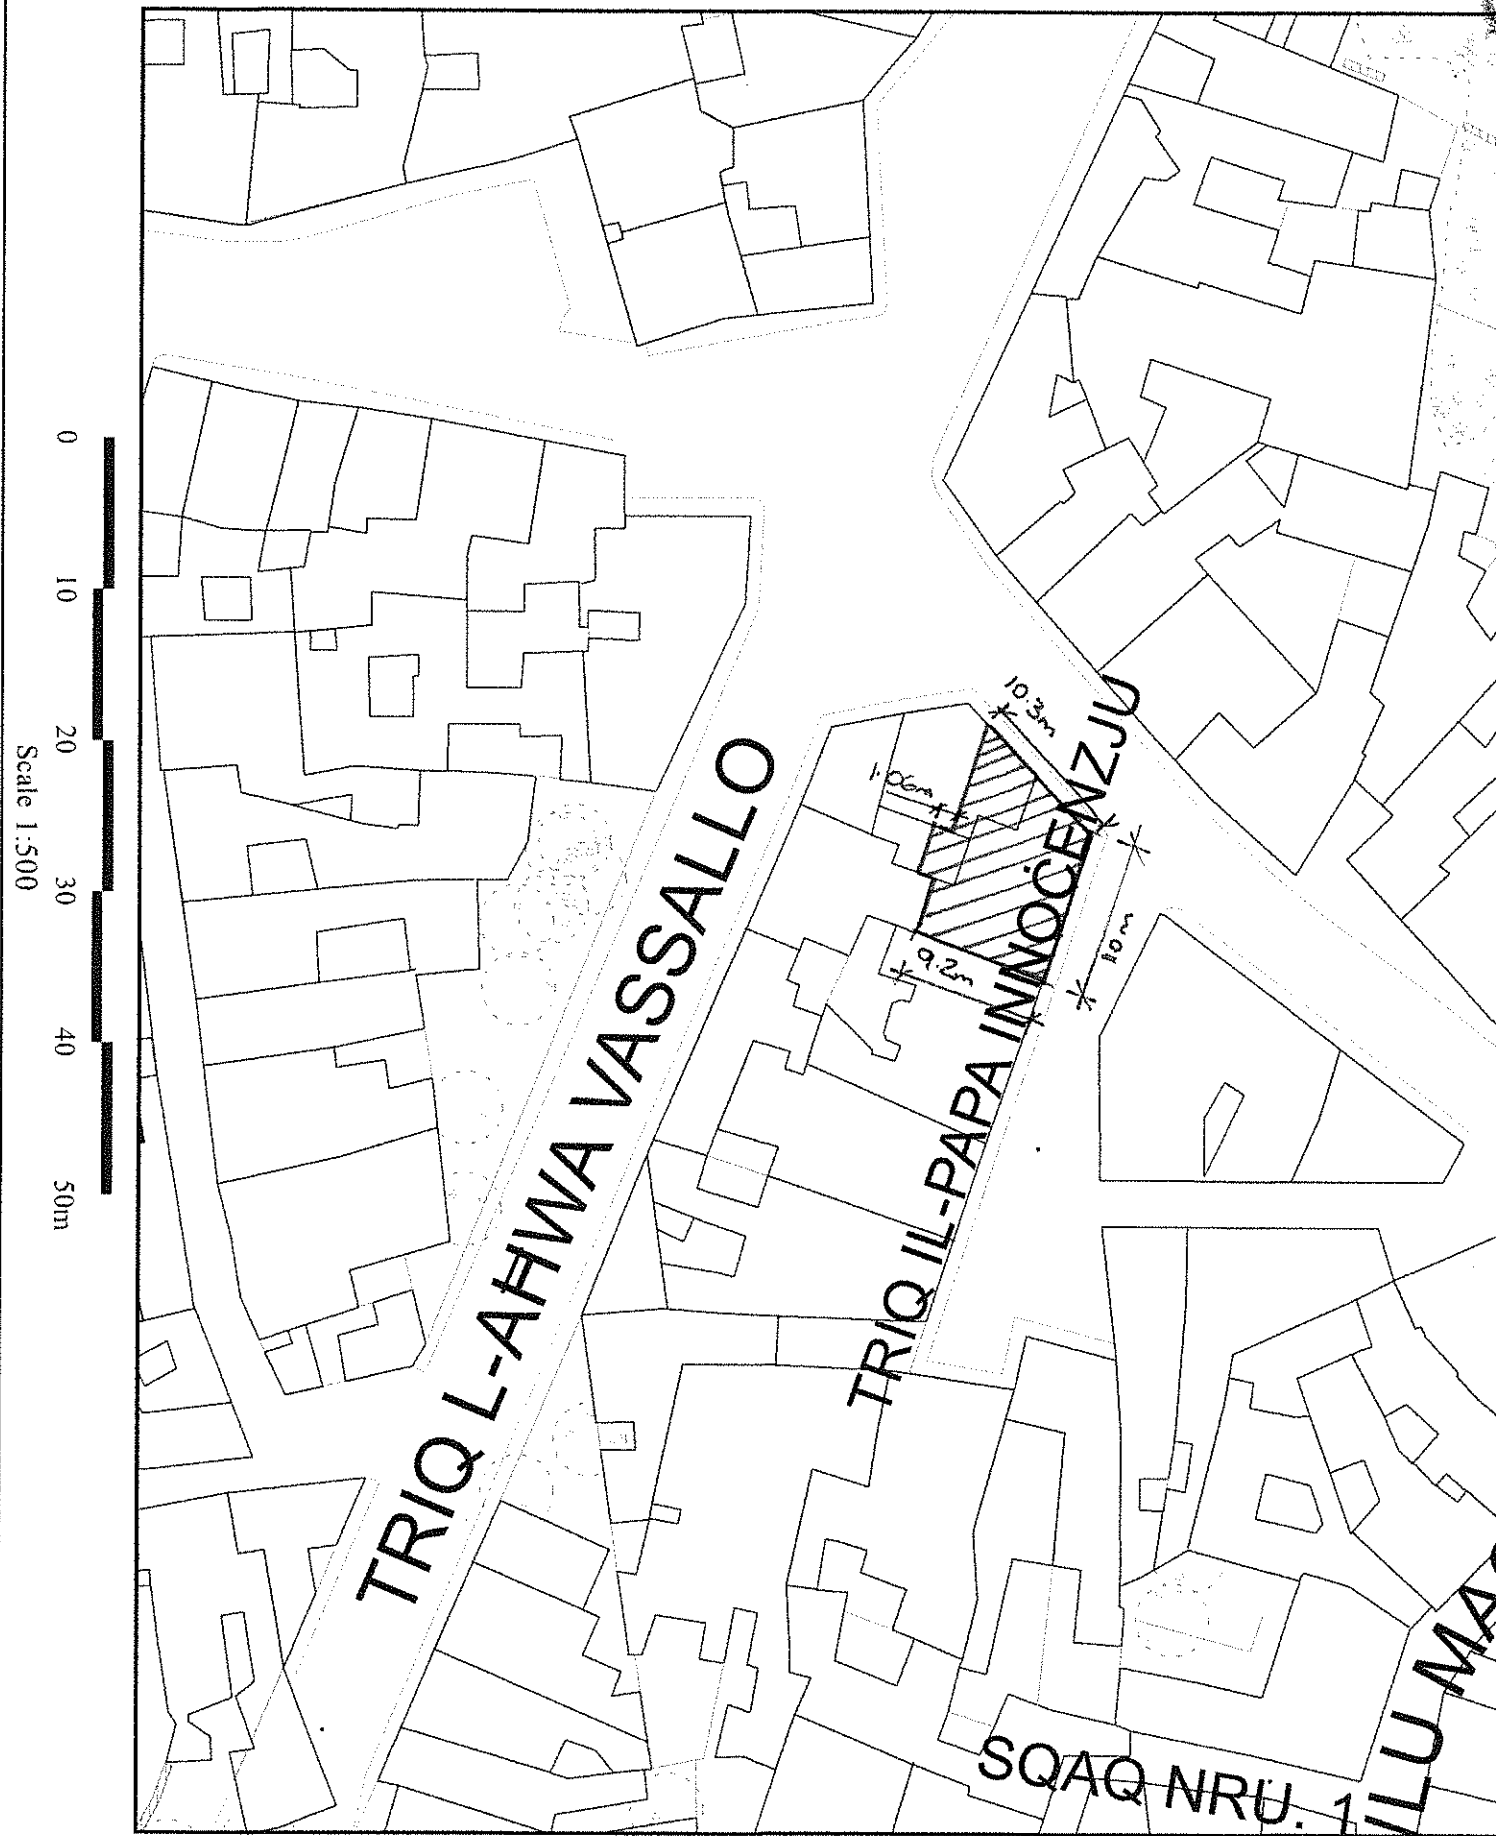 10.3m
1.06m
10m
9.2m
TRIQ L-AHWA VASSALLO
TRIQ IL-PAPA INNOĊENZJU
SQAQ NRU. 1
0 10 20 30 40 50m
Scale 1:500